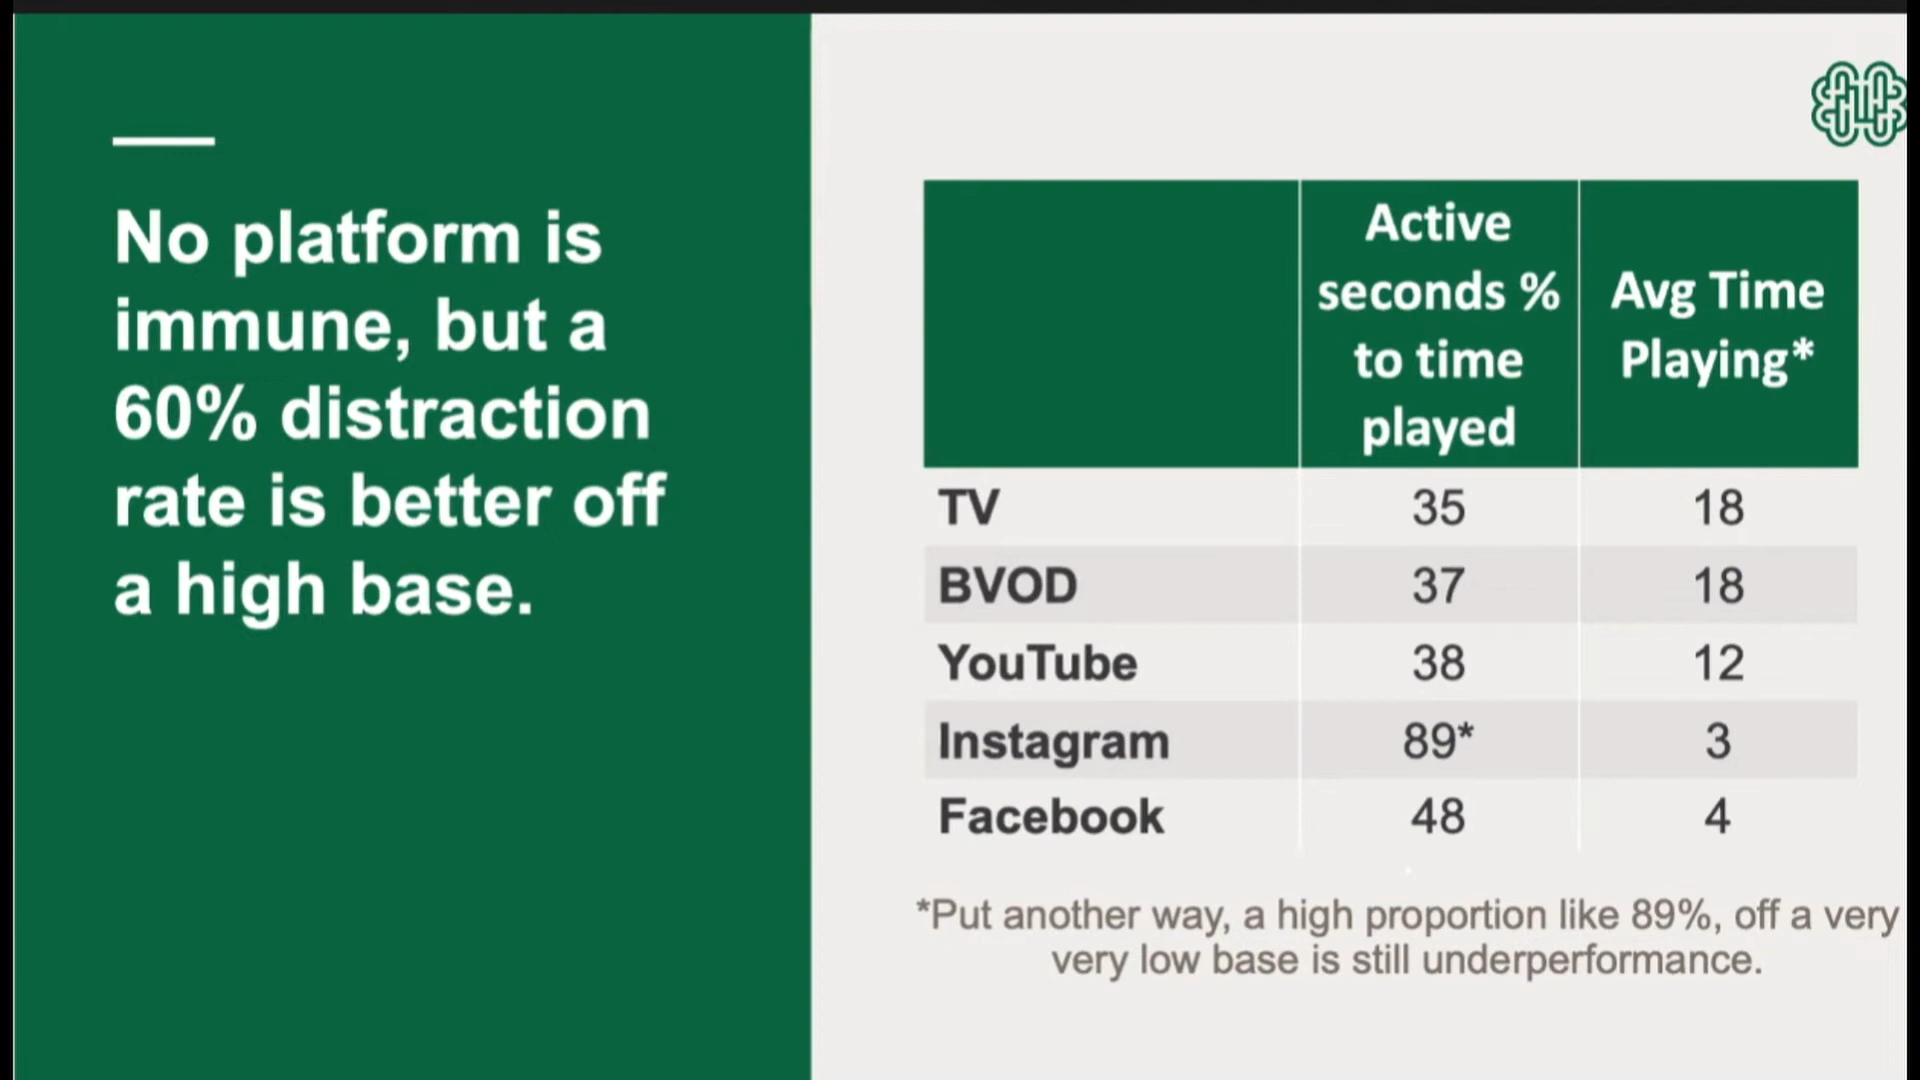 No platform is
immune, but a
60% distraction
rate is better off
a high base.
Active
seconds %
to time
played
Avg Time
Playing*
TV 35 18
BVOD 37 18
YouTube 38 12
Instagram 89* 3
Facebook 48 4
*Put another way, a high proportion like 89%, off a very
very low base is still underperformance.